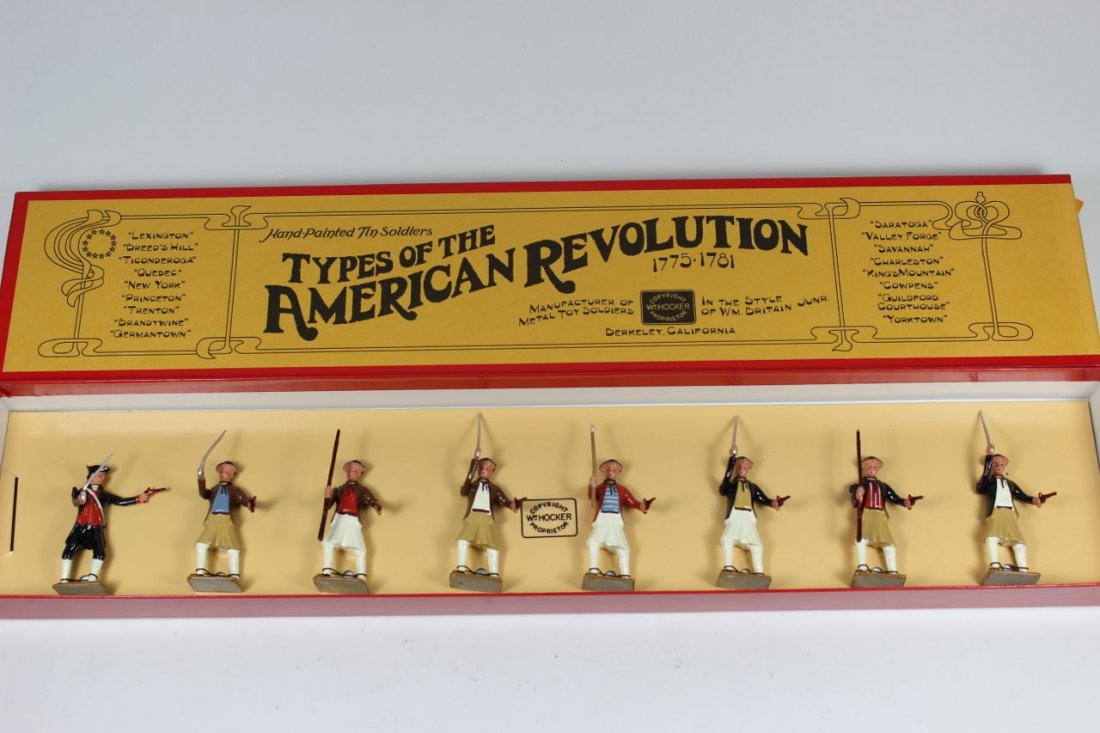 "Lexington"
"Breed's Hill"
"Ticonderoga"
"Quebec"
"New York"
"Princeton"
"Trenton"
"Brandywine"
"Germantown"
Hand-Painted Tin Soldiers
Types of the
American Revolution
1775-1781
Manufacturer of
Metal Toy Soldiers
COPYRIGHT
Wm HOCKER
PROPRIETOR
In the Style Junr
of Wm. Britain
Berkeley, California
"Saratoga"
"Valley Forge"
"Savannah"
"Charleston"
"King's Mountain"
"Cowpens"
"Guildford
Courthouse"
"Yorktown"
COPYRIGHT
Wm HOCKER
PROPRIETOR